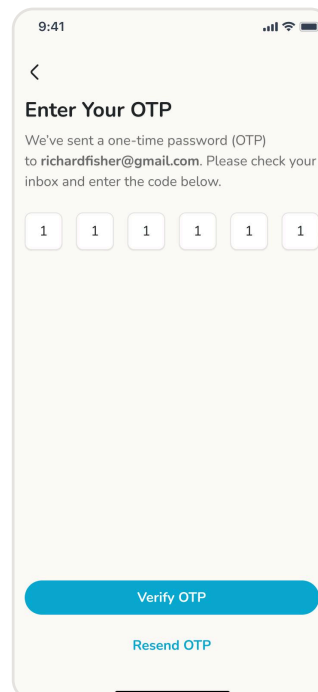 9:41
Enter Your OTP
We’ve sent a one-time password (OTP)
to richardfisher@gmail.com. Please check your
inbox and enter the code below.
1 1 1 1 1 1
Verify OTP
Resend OTP